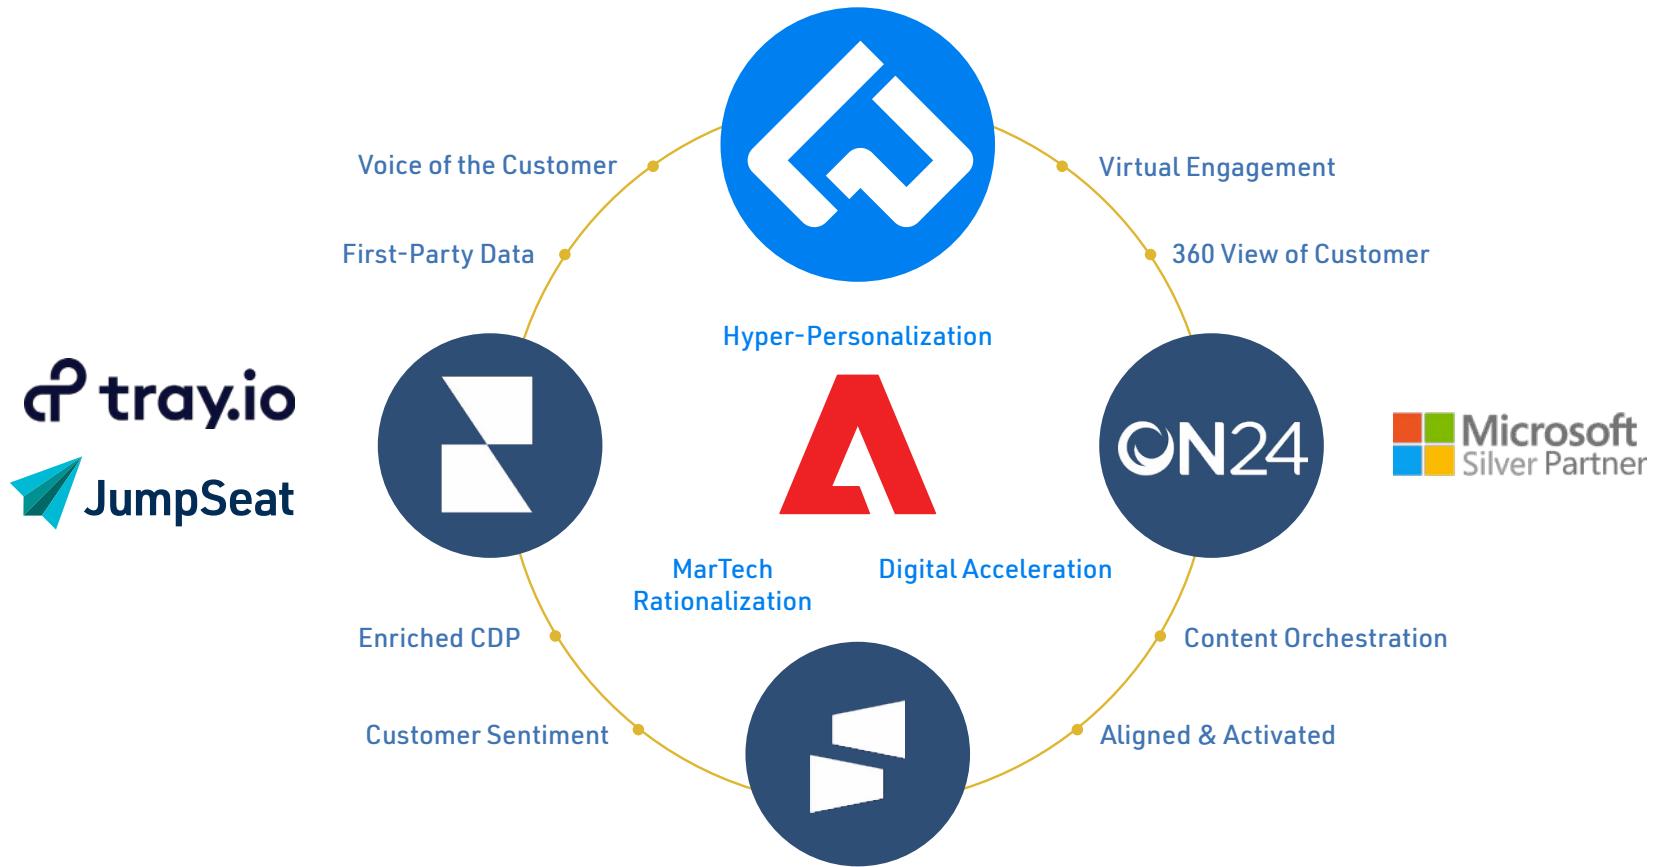 Voice of the Customer
Virtual Engagement
First-Party Data
360 View of Customer
Hyper-Personalization
tray.io
JumpSeat
ON24
Microsoft
Silver Partner
MarTech
Rationalization
Digital Acceleration
Enriched CDP
Content Orchestration
Customer Sentiment
Aligned & Activated